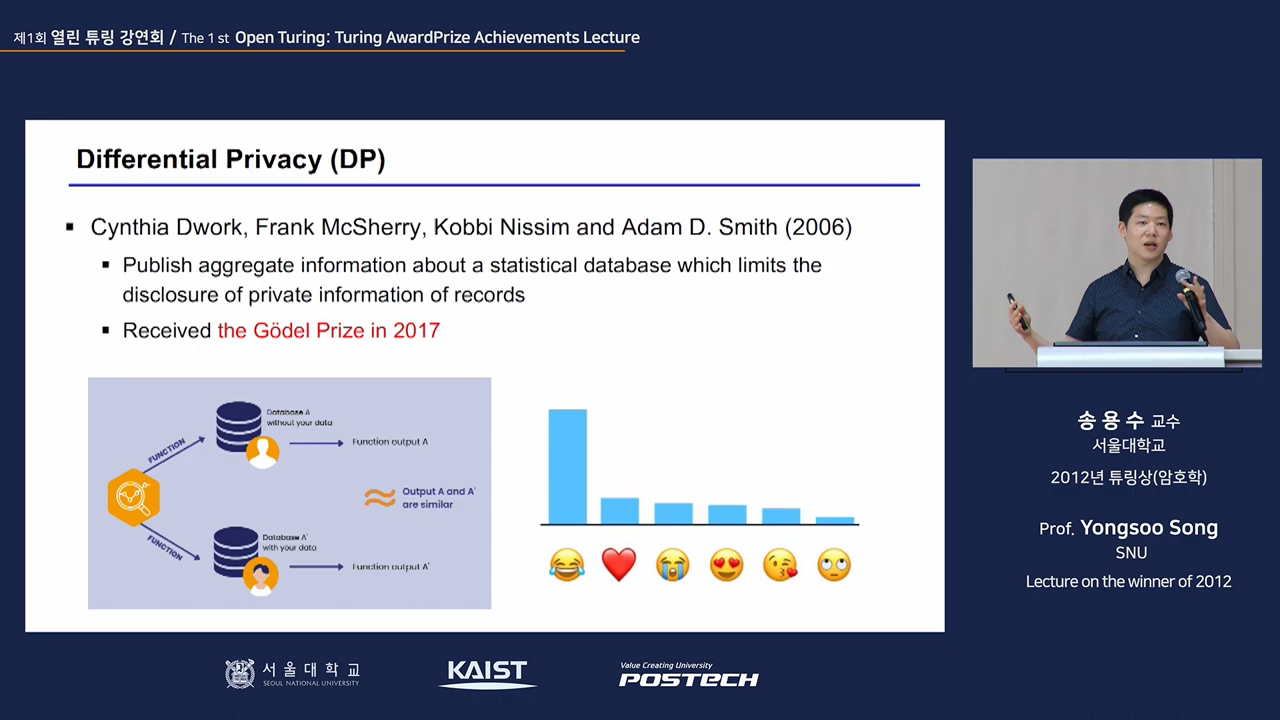 제1회 열린 튜링 강연회 / The 1 st Open Turing: Turing AwardPrize Achievements Lecture
Differential Privacy (DP)
Cynthia Dwork, Frank McSherry, Kobbi Nissim and Adam D. Smith (2006)
Publish aggregate information about a statistical database which limits the
disclosure of private information of records
Received the Gödel Prize in 2017
FUNCTION
Database A
without your data
Function output A
Output A and A'
are similar
FUNCTION
Database A'
with your data
Function output A'
송용수 교수
서울대학교
2012년 튜링상(암호학)
Prof. Yongsoo Song
SNU
Lecture on the winner of 2012
서울대학교
SEOUL NATIONAL UNIVERSITY
KAIST
Value Creating University
POSTECH